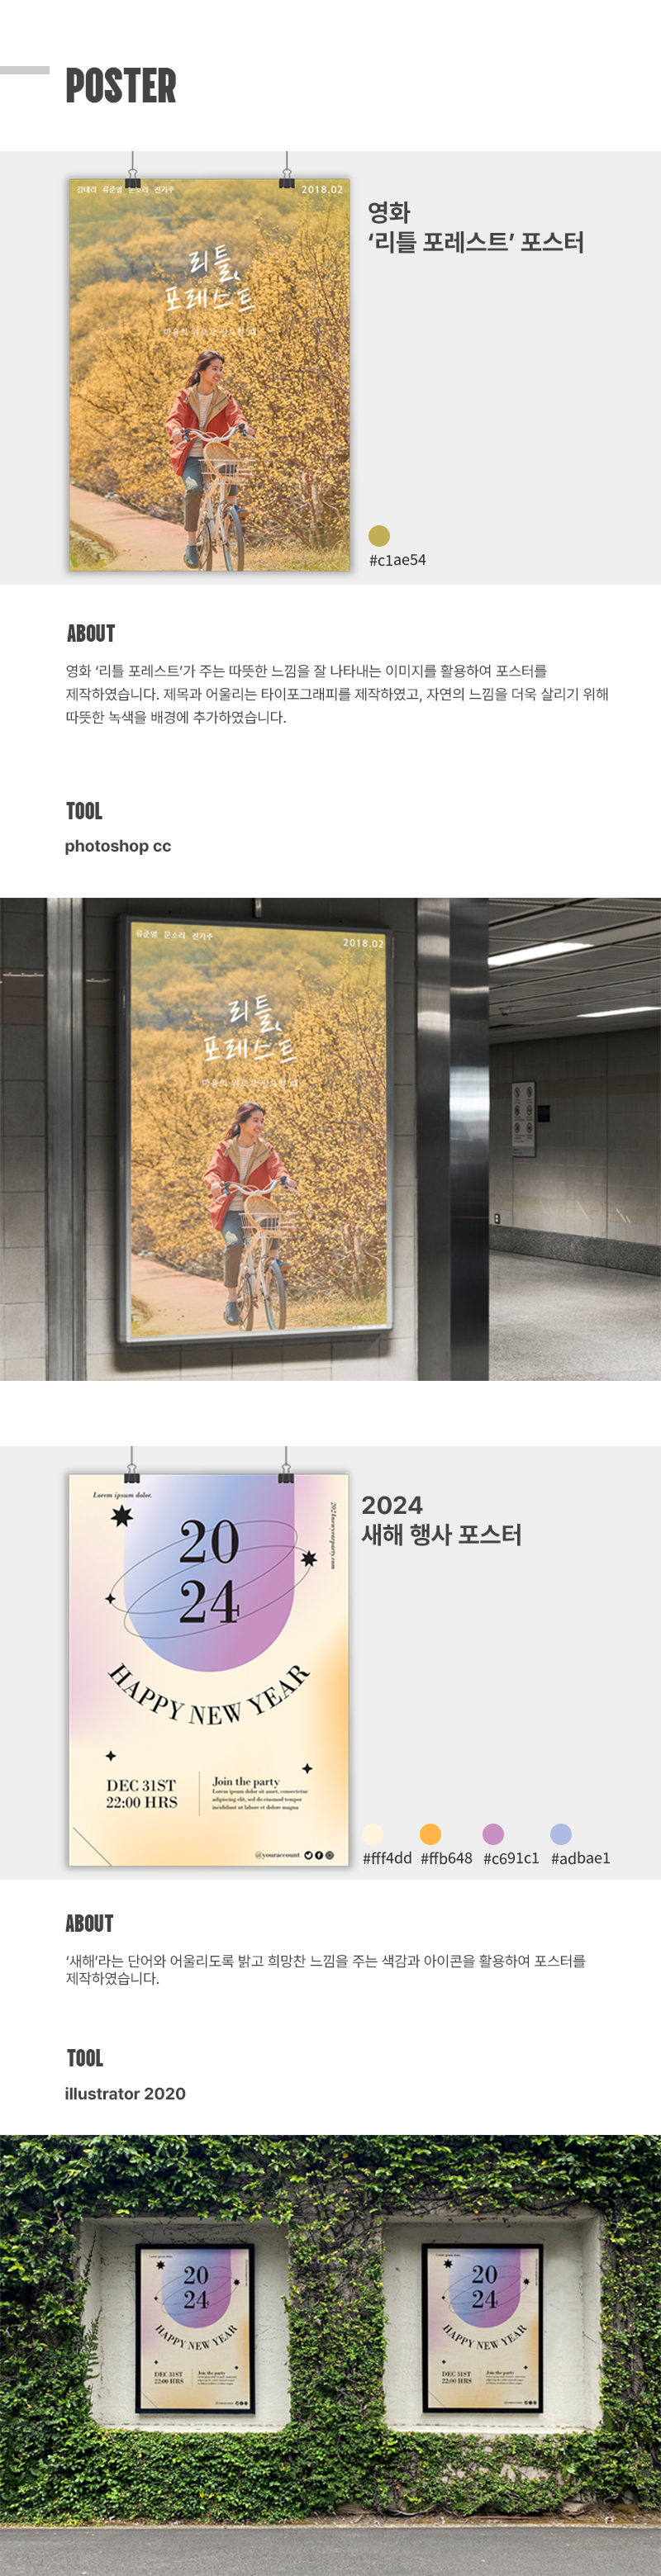 POSTER
김태리 류준열 문소리 진기주
2018.02
리틀
포레스트
영화
‘리틀 포레스트’ 포스터
#c1ae54
ABOUT
영화 ‘리틀 포레스트’가 주는 따뜻한 느낌을 잘 나타내는 이미지를 활용하여 포스터를
제작하였습니다. 제목과 어울리는 타이포그래피를 제작하였고, 자연의 느낌을 더욱 살리기 위해
따뜻한 녹색을 배경에 추가하였습니다.
TOOL
photoshop cc
류준열 문소리 진기주
2018.02
리틀
포레스트
Lorem ipsum dolor.
20
24
HAPPY NEW YEAR
DEC 31ST
22:00 HRS
Join the party
Lorem ipsum dolor sit amet, consectetur
adipiscing elit, sed do eiusmod tempor
incididunt ut labore et dolore magna
@youraccount
2024
새해 행사 포스터
#fff4dd #ffb648 #c691c1 #adbae1
ABOUT
‘새해’라는 단어와 어울리도록 밝고 희망찬 느낌을 주는 색감과 아이콘을 활용하여 포스터를
제작하였습니다.
TOOL
illustrator 2020
20
24
HAPPY NEW YEAR
DEC 31ST
22:00 HRS
Join the party
20
24
HAPPY NEW YEAR
DEC 31ST
22:00 HRS
Join the party